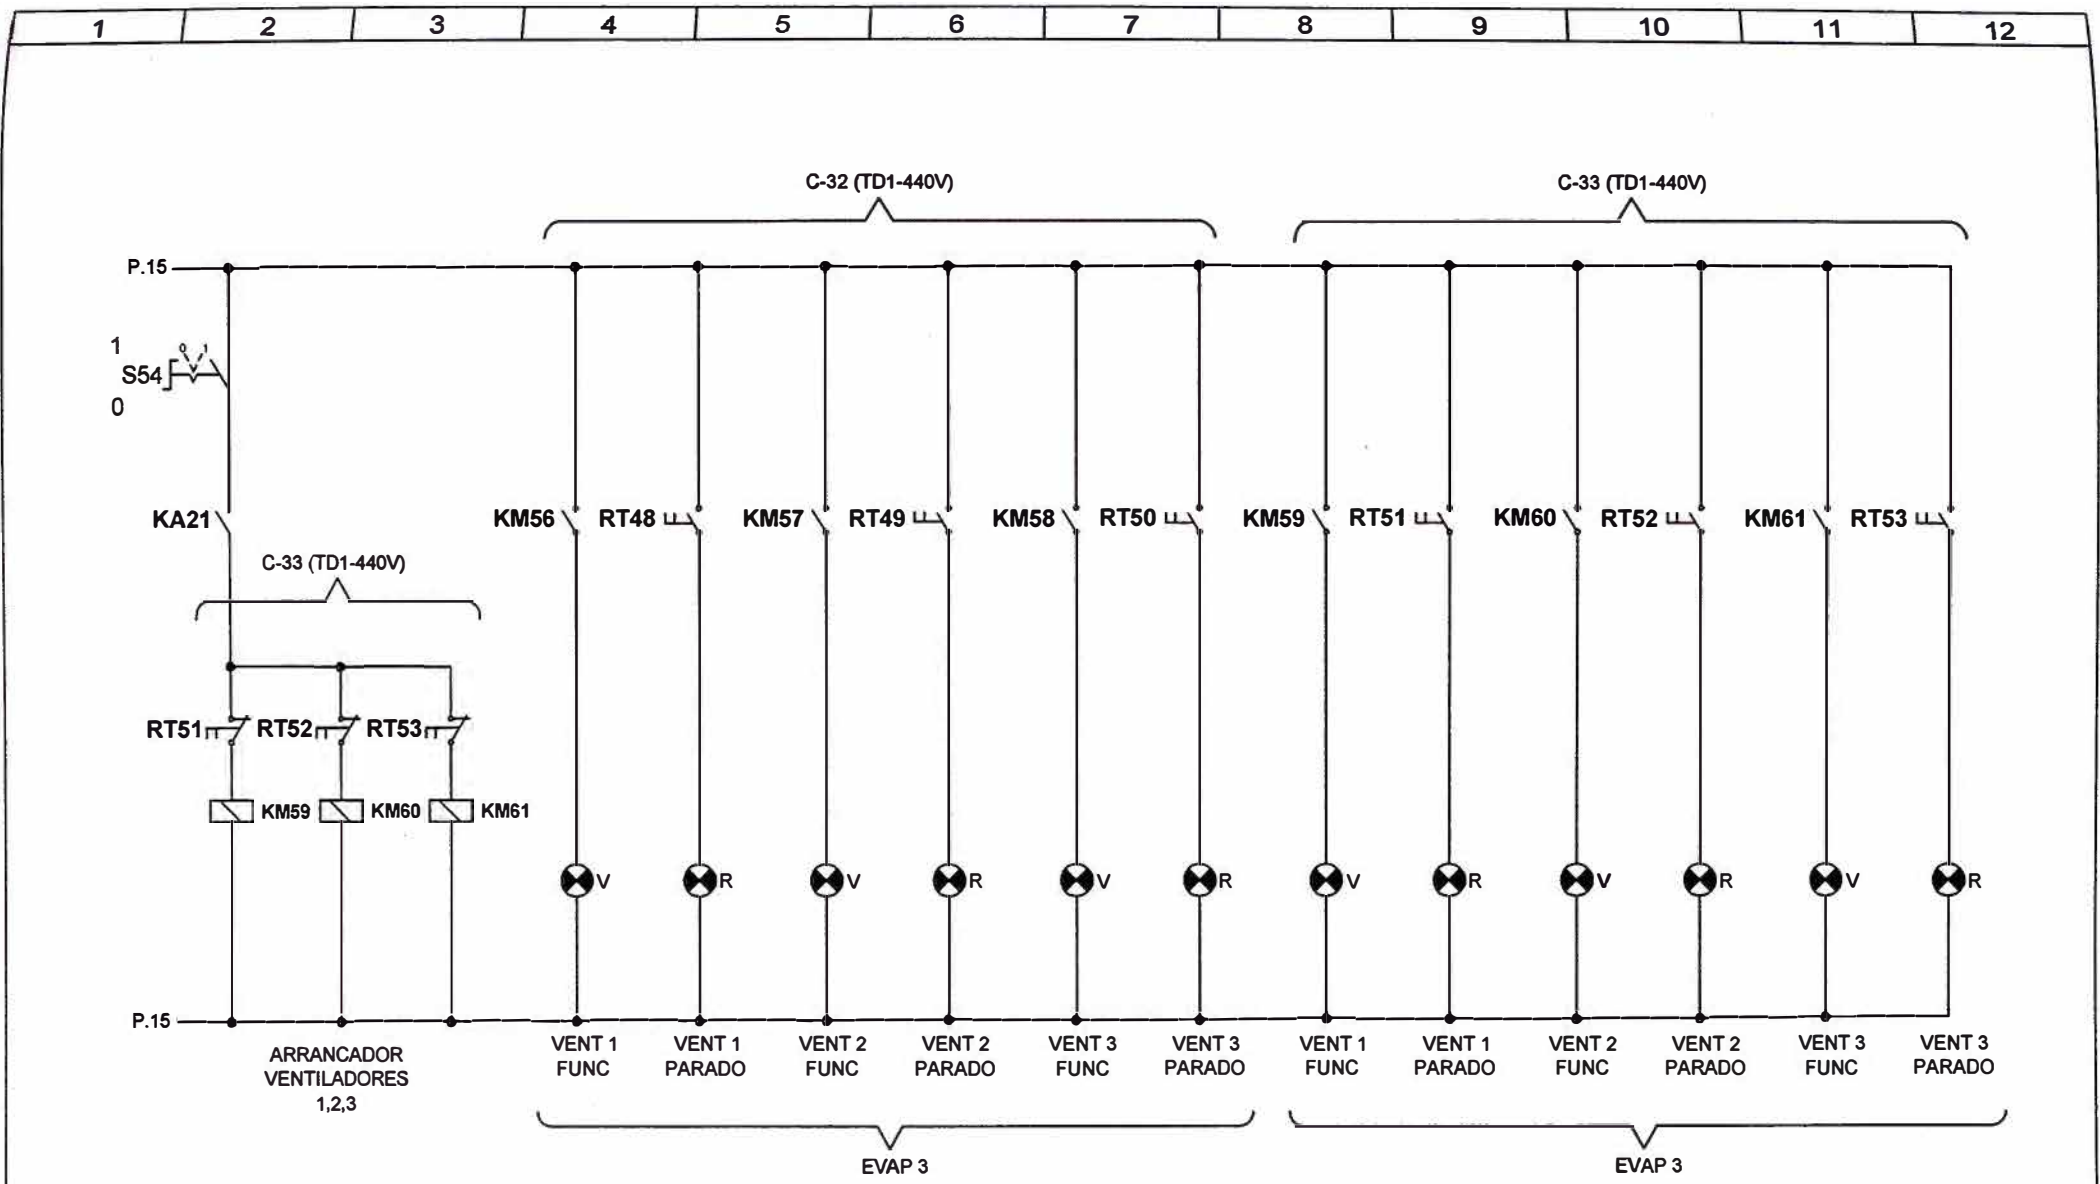 1 2 3 4 5 6 7 8 9 10 11 12
C-32 (TD1-440V) C-33 (TD1-440V)
P.15
1
0 1
S54
0
KA21 KM56 RT48 KM57 RT49 KM58 RT50 KM59 RT51 KM60 RT52 KM61 RT53
C-33 (TD1-440V)
RT51 RT52 RT53
KM59 KM60 KM61
V R V R V R V R V R V R
P.15
ARRANCADOR
VENTILADORES
1,2,3
VENT 1
FUNC
VENT 1
PARADO
VENT 2
FUNC
VENT 2
PARADO
VENT 3
FUNC
VENT 3
PARADO
VENT 1
FUNC
VENT 1
PARADO
VENT 2
FUNC
VENT 2
PARADO
VENT 3
FUNC
VENT 3
PARADO
EVAP 3 EVAP 3